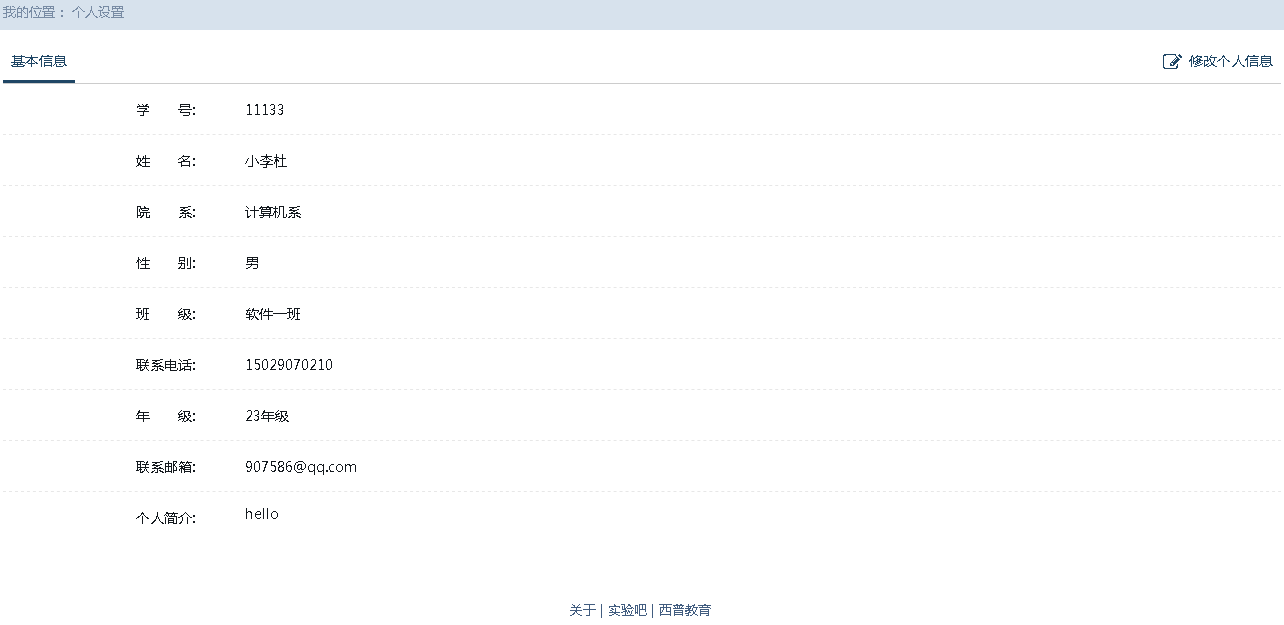 我的位置： 个人设置
基本信息 修改个人信息
学 号: 11133
姓 名: 小李杜
院 系: 计算机系
性 别: 男
班 级: 软件一班
联系电话: 15029070210
年 级: 23年级
联系邮箱: 907586@qq.com
个人简介: hello
关于 | 实验吧 | 西普教育